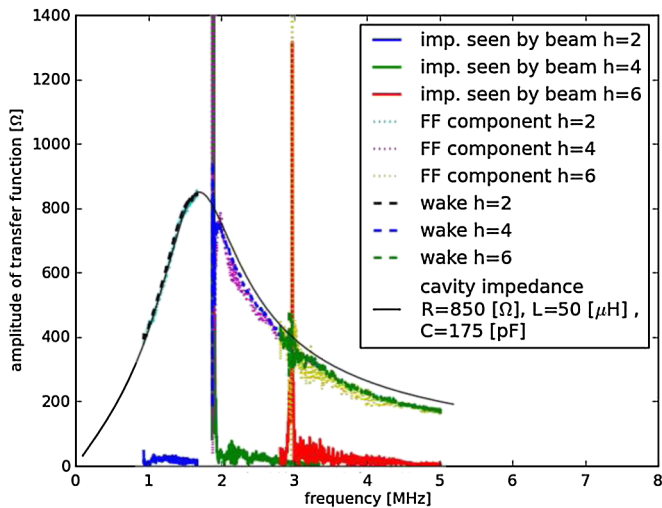 1400
1200
1000
800
600
400
200
0
amplitude of transfer function [Ω]
0 1 2 3 4 5 6 7 8
frequency [MHz]
imp. seen by beam h=2
imp. seen by beam h=4
imp. seen by beam h=6
FF component h=2
FF component h=4
FF component h=6
wake h=2
wake h=4
wake h=6
cavity impedance
R=850 [Ω], L=50 [μH] ,
C=175 [pF]